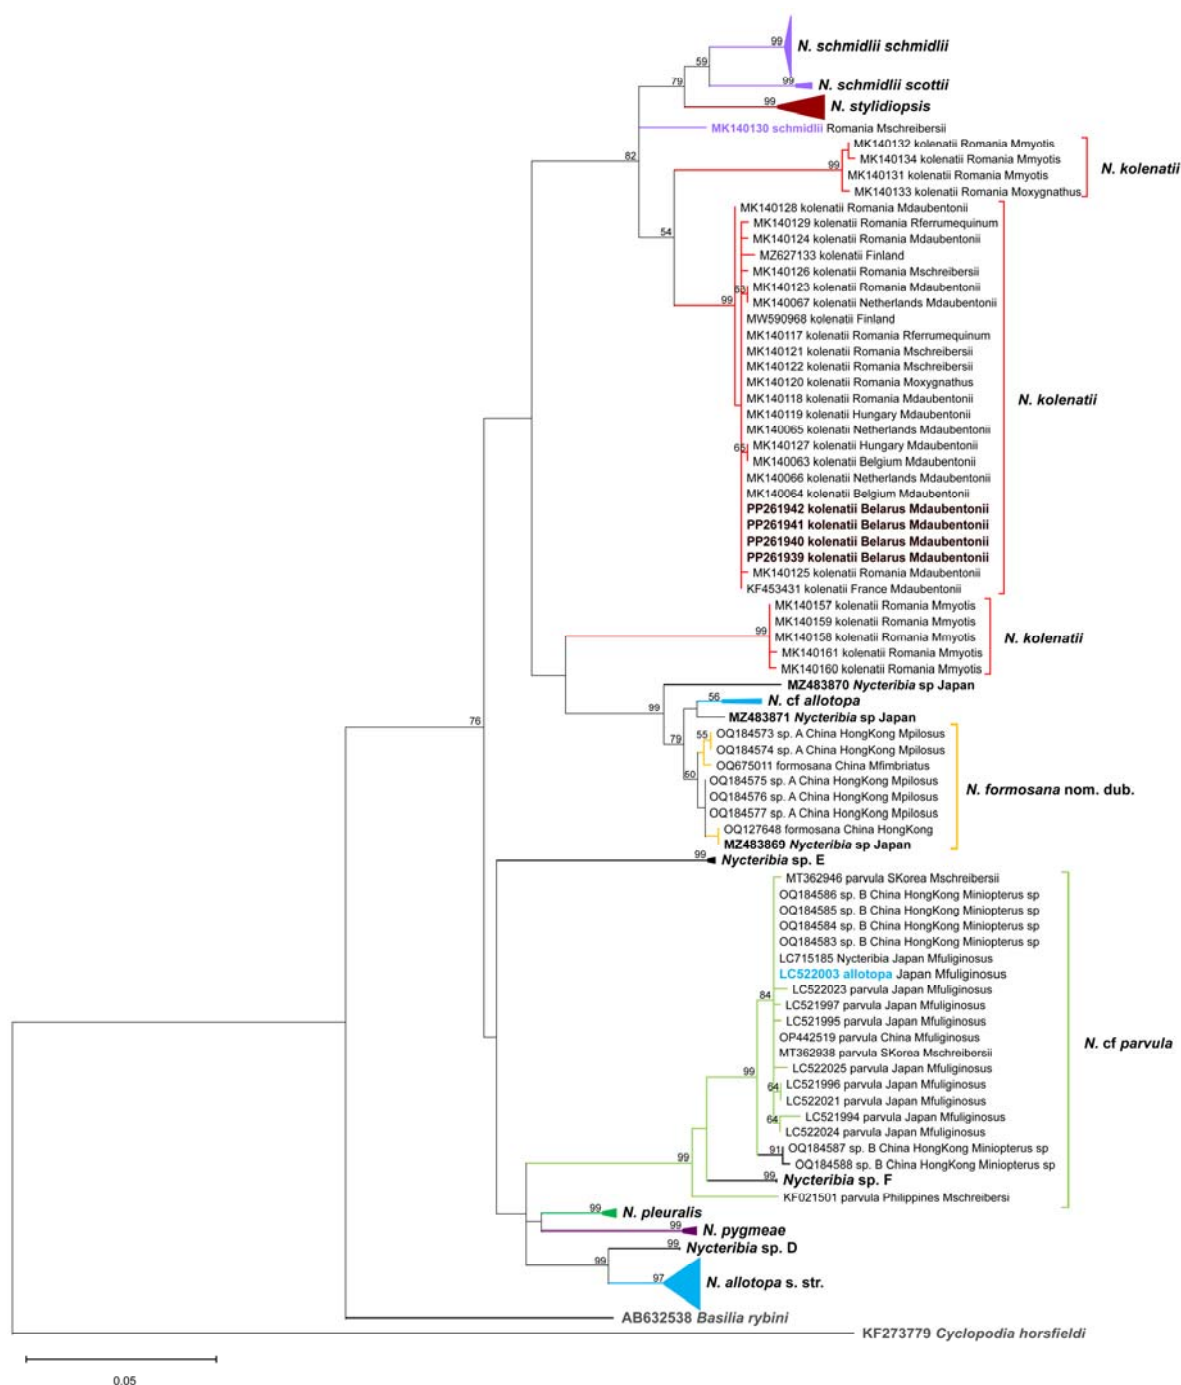 99
N. schmidlii schmidlii
59
79
99
N. schmidlii scottii
99
N. stylidiopsis
MK140130 schmidlii Romania Mschreibersii
82
MK140132 kolenatii Romania Mmyotis
MK140134 kolenatii Romania Mmyotis
99
N. kolenatii
MK140131 kolenatii Romania Mmyotis
MK140133 kolenatii Romania Moxygnathus
54
MK140128 kolenatii Romania Mdaubentonii
MK140129 kolenatii Romania Rferrumequinum
MK140124 kolenatii Romania Mdaubentonii
MZ627133 kolenatii Finland
MK140126 kolenatii Romania Mschreibersii
MK140123 kolenatii Romania Mdaubentonii
99
MK140067 kolenatii Netherlands Mdaubentonii
MW590968 kolenatii Finland
MK140117 kolenatii Romania Rferrumequinum
MK140121 kolenatii Romania Mschreibersii
MK140122 kolenatii Romania Mschreibersii
MK140120 kolenatii Romania Moxygnathus
MK140118 kolenatii Romania Mdaubentonii
N. kolenatii
MK140119 kolenatii Hungary Mdaubentonii
MK140065 kolenatii Netherlands Mdaubentonii
MK140127 kolenatii Hungary Mdaubentonii
MK140063 kolenatii Belgium Mdaubentonii
MK140066 kolenatii Netherlands Mdaubentonii
MK140064 kolenatii Belgium Mdaubentonii
PP261942 kolenatii Belarus Mdaubentonii
PP261941 kolenatii Belarus Mdaubentonii
PP261940 kolenatii Belarus Mdaubentonii
PP261939 kolenatii Belarus Mdaubentonii
MK140125 kolenatii Romania Mdaubentonii
KF453431 kolenatii France Mdaubentonii
MK140157 kolenatii Romania Mmyotis
MK140159 kolenatii Romania Mmyotis
99
MK140158 kolenatii Romania Mmyotis
N. kolenatii
MK140161 kolenatii Romania Mmyotis
MK140160 kolenatii Romania Mmyotis
MZ483870 Nycteribia sp Japan
56
N. cf allotopa
99
MZ483871 Nycteribia sp Japan
76
79
55
OQ184573 sp. A China HongKong Mpilosus
OQ184574 sp. A China HongKong Mpilosus
OQ675011 formosana China Mfimbriatus
60
OQ184575 sp. A China HongKong Mpilosus
N. formosana nom. dub.
OQ184576 sp. A China HongKong Mpilosus
OQ184577 sp. A China HongKong Mpilosus
OQ127648 formosana China HongKong
MZ483869 Nycteribia sp Japan
99
Nycteribia sp. E
MT362946 parvula SKorea Mschreibersii
OQ184586 sp. B China HongKong Miniopterus sp
OQ184585 sp. B China HongKong Miniopterus sp
OQ184584 sp. B China HongKong Miniopterus sp
OQ184583 sp. B China HongKong Miniopterus sp
LC715185 Nycteribia Japan Mfuliginosus
LC522003 allotopa Japan Mfuliginosus
84
LC522023 parvula Japan Mfuliginosus
LC521997 parvula Japan Mfuliginosus
LC521995 parvula Japan Mfuliginosus
OP442519 parvula China Mfuliginosus
N. cf parvula
MT362938 parvula SKorea Mschreibersii
99
LC522025 parvula Japan Mfuliginosus
64
LC521996 parvula Japan Mfuliginosus
LC522021 parvula Japan Mfuliginosus
64
LC521994 parvula Japan Mfuliginosus
LC522024 parvula Japan Mfuliginosus
91
OQ184587 sp. B China HongKong Miniopterus sp
99
OQ184588 sp. B China HongKong Miniopterus sp
99
Nycteribia sp. F
KF021501 parvula Philippines Mschreibersi
99
N. pleuralis
99
N. pygmeae
99
Nycteribia sp. D
99
97
N. allotopa s. str.
AB632538 Basilia rybini
KF273779 Cyclopodia horsfieldi
0.05